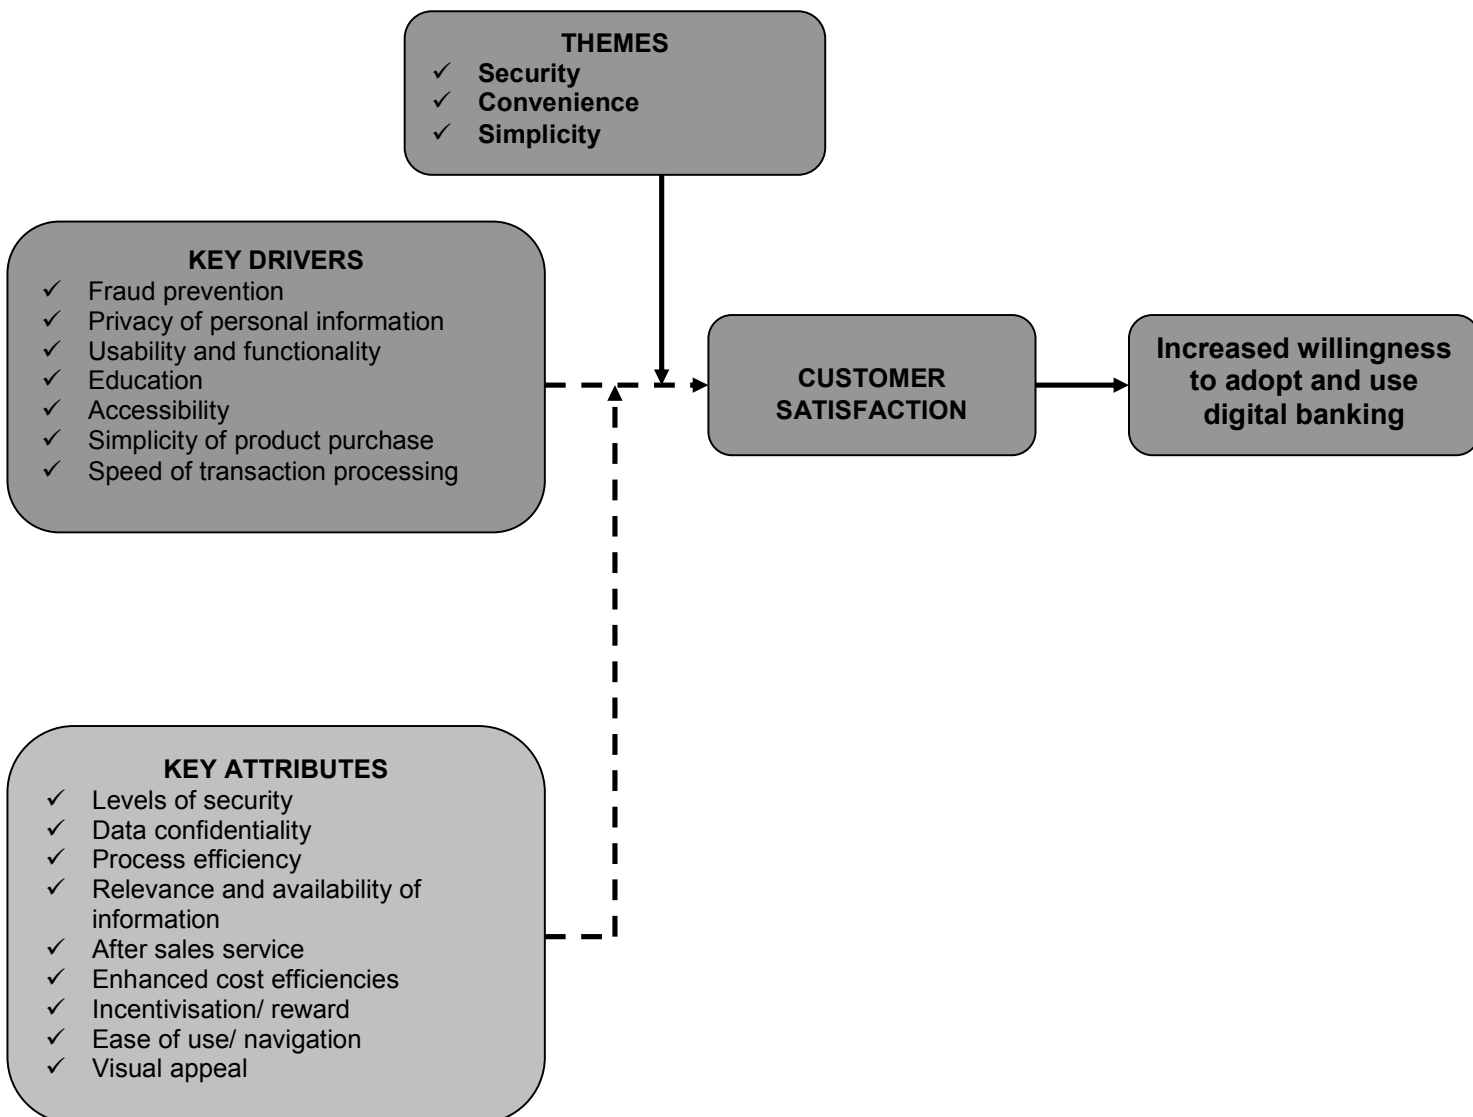 THEMES
✓ Security
✓ Convenience
✓ Simplicity
KEY DRIVERS
✓ Fraud prevention
✓ Privacy of personal information
✓ Usability and functionality
✓ Education
✓ Accessibility
✓ Simplicity of product purchase
✓ Speed of transaction processing
CUSTOMER
SATISFACTION
Increased willingness
to adopt and use
digital banking
KEY ATTRIBUTES
✓ Levels of security
✓ Data confidentiality
✓ Process efficiency
✓ Relevance and availability of
information
✓ After sales service
✓ Enhanced cost efficiencies
✓ Incentivisation/ reward
✓ Ease of use/ navigation
✓ Visual appeal